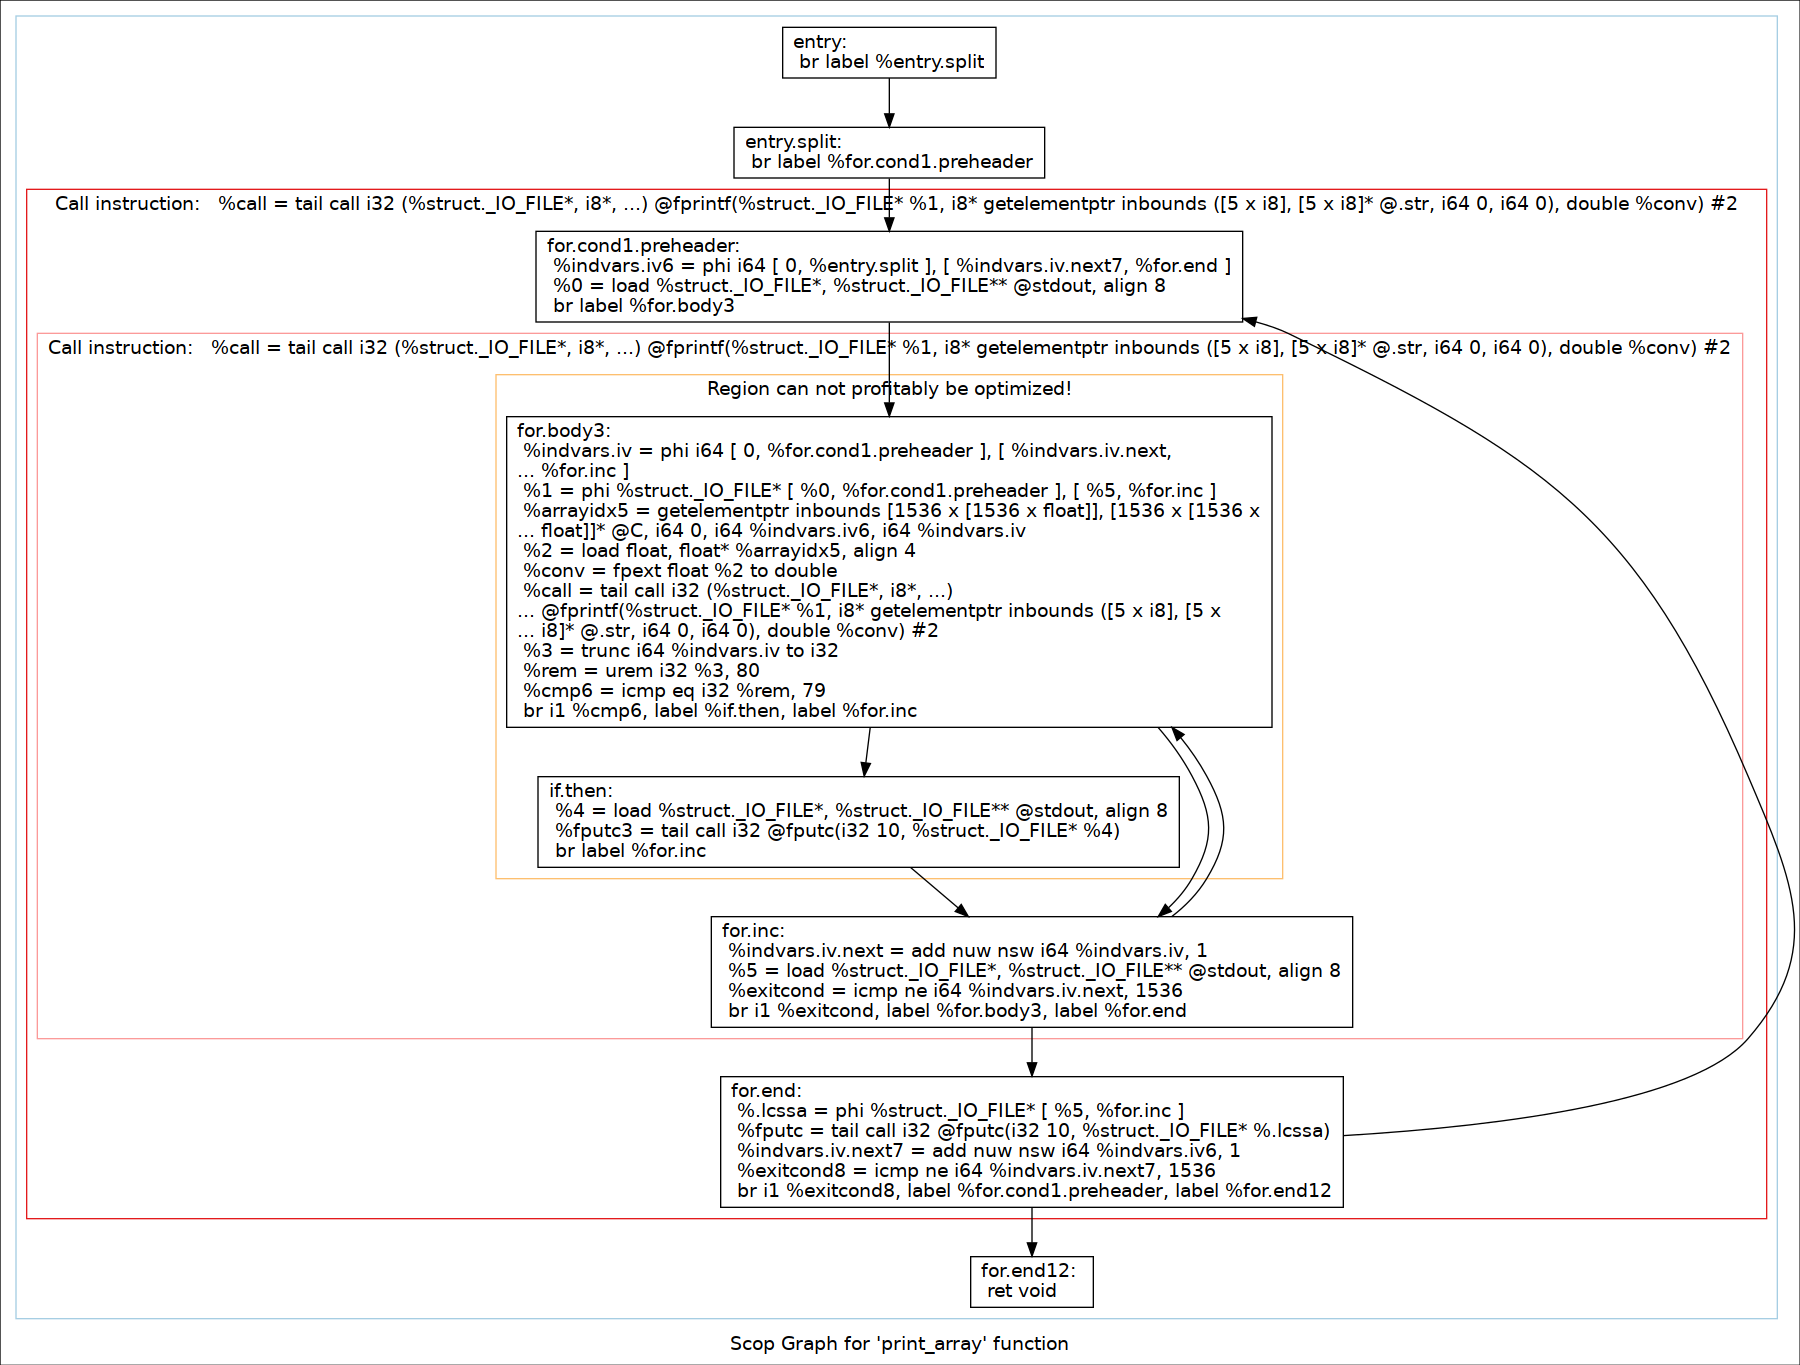 entry:
br label %entry.split
entry.split:
br label %for.cond1.preheader
Call instruction:   %call = tail call i32 (%struct._IO_FILE*, i8*, ...) @fprintf(%struct._IO_FILE* %1, i8* getelementptr inbounds ([5 x i8], [5 x i8]* @.str, i64 0, i64 0), double %conv) #2
for.cond1.preheader:
%indvars.iv6 = phi i64 [ 0, %entry.split ], [ %indvars.iv.next7, %for.end ]
%0 = load %struct._IO_FILE*, %struct._IO_FILE** @stdout, align 8
br label %for.body3
Call instruction:   %call = tail call i32 (%struct._IO_FILE*, i8*, ...) @fprintf(%struct._IO_FILE* %1, i8* getelementptr inbounds ([5 x i8], [5 x i8]* @.str, i64 0, i64 0), double %conv) #2
Region can not profitably be optimized!
for.body3:
%indvars.iv = phi i64 [ 0, %for.cond1.preheader ], [ %indvars.iv.next,
... %for.inc ]
%1 = phi %struct._IO_FILE* [ %0, %for.cond1.preheader ], [ %5, %for.inc ]
%arrayidx5 = getelementptr inbounds [1536 x [1536 x float]], [1536 x [1536 x
... float]]* @C, i64 0, i64 %indvars.iv6, i64 %indvars.iv
%2 = load float, float* %arrayidx5, align 4
%conv = fpext float %2 to double
%call = tail call i32 (%struct._IO_FILE*, i8*, ...)
... @fprintf(%struct._IO_FILE* %1, i8* getelementptr inbounds ([5 x i8], [5 x
... i8]* @.str, i64 0, i64 0), double %conv) #2
%3 = trunc i64 %indvars.iv to i32
%rem = urem i32 %3, 80
%cmp6 = icmp eq i32 %rem, 79
br i1 %cmp6, label %if.then, label %for.inc
if.then:
%4 = load %struct._IO_FILE*, %struct._IO_FILE** @stdout, align 8
%fputc3 = tail call i32 @fputc(i32 10, %struct._IO_FILE* %4)
br label %for.inc
for.inc:
%indvars.iv.next = add nuw nsw i64 %indvars.iv, 1
%5 = load %struct._IO_FILE*, %struct._IO_FILE** @stdout, align 8
%exitcond = icmp ne i64 %indvars.iv.next, 1536
br i1 %exitcond, label %for.body3, label %for.end
for.end:
%.lcssa = phi %struct._IO_FILE* [ %5, %for.inc ]
%fputc = tail call i32 @fputc(i32 10, %struct._IO_FILE* %.lcssa)
%indvars.iv.next7 = add nuw nsw i64 %indvars.iv6, 1
%exitcond8 = icmp ne i64 %indvars.iv.next7, 1536
br i1 %exitcond8, label %for.cond1.preheader, label %for.end12
for.end12:
ret void
Scop Graph for 'print_array' function